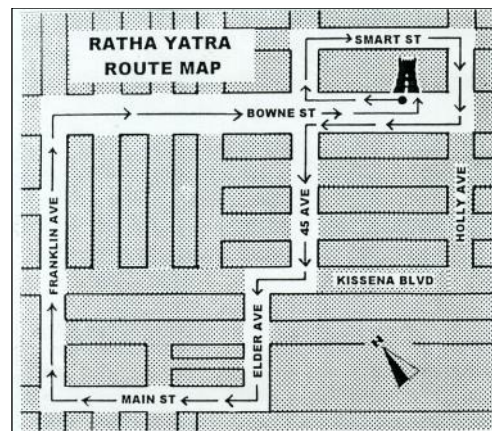 RATHA YATRA
ROUTE MAP
SMART ST
BOWNE ST
FRANKLIN AVE
45 AVE
HOLLY AVE
KISSENA BLVD
ELDER AVE
MAIN ST
N